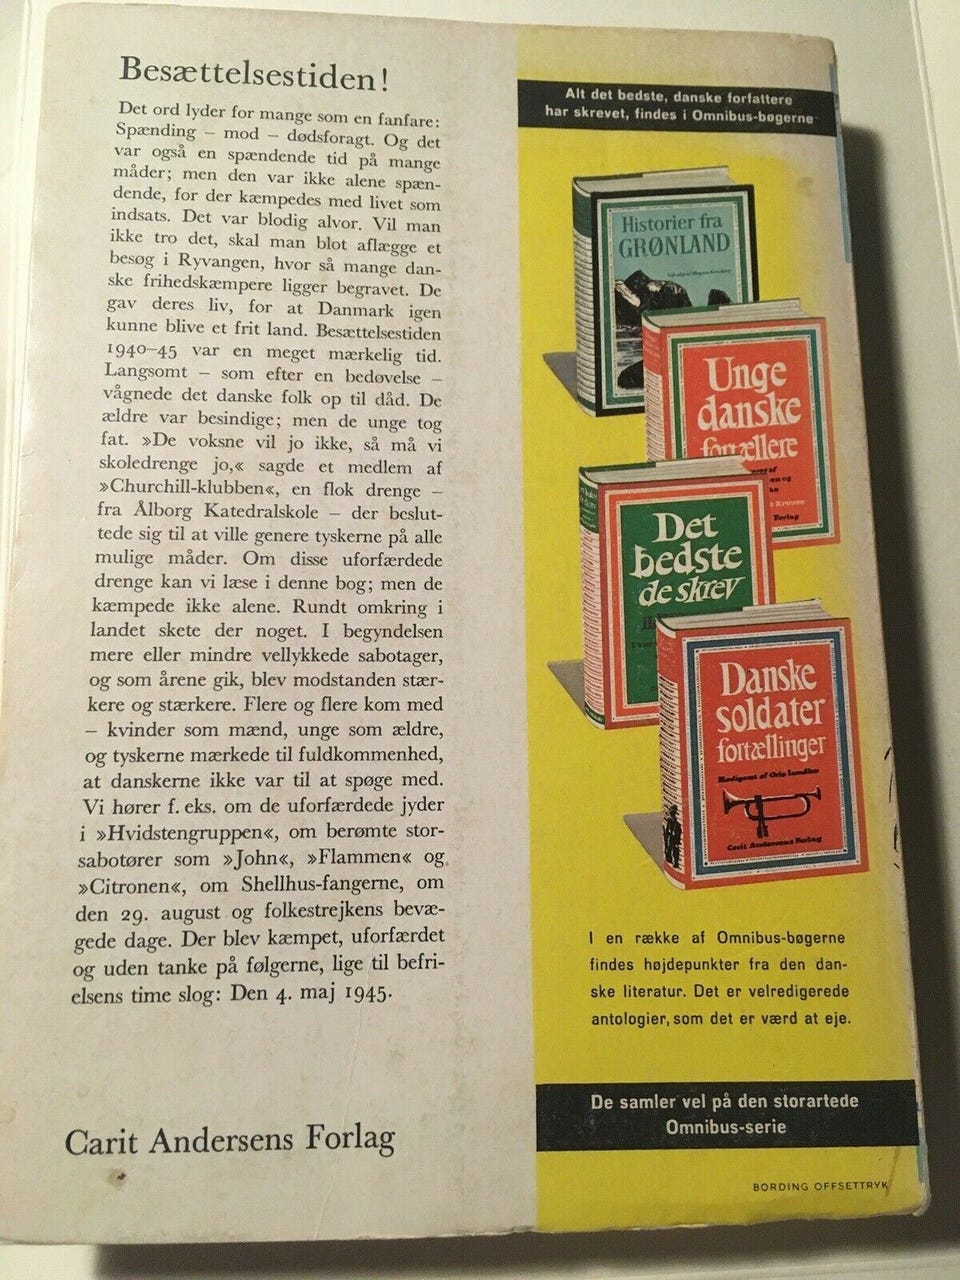 Besættelsestiden!
Det ord lyder for mange som en fanfare:
Spænding – mod – dødsforagt. Og det
var også en spændende tid på mange
måder; men den var ikke alene spæn-
dende, for der kæmpedes med livet som
indsats. Det var blodig alvor. Vil man
ikke tro det, skal man blot aflægge et
besøg i Ryvangen, hvor så mange dan-
ske frihedskæmpere ligger begravet. De
gav deres liv, for at Danmark igen
kunne blive et frit land. Besættelsestiden
1940–45 var en meget mærkelig tid.
Langsomt – som efter en bedøvelse –
vågnede det danske folk op til dåd. De
ældre var besindige; men de unge tog
fat. »De voksne vil jo ikke, så må vi
skoledrenge jo,« sagde et medlem af
»Churchill-klubben«, en flok drenge –
fra Ålborg Katedralskole – der beslut-
tede sig til at ville genere tyskerne på alle
mulige måder. Om disse uforfærdede
drenge kan vi læse i denne bog; men de
kæmpede ikke alene. Rundt omkring i
landet skete der noget. I begyndelsen
mere eller mindre vellykkede sabotager,
og som årene gik, blev modstanden stær-
kere og stærkere. Flere og flere kom med
– kvinder som mænd, unge som ældre,
og tyskerne mærkede til fuldkommenhed,
at danskerne ikke var til at spøge med.
Vi hører f. eks. om de uforfærdede jyder
i »Hvidstengruppen«, om berømte stor-
sabotører som »John«, »Flammen« og
»Citronen«, om Shellhus-fangerne, om
den 29. august og folkestrejkens bevæ-
gede dage. Der blev kæmpet, uforfærdet
og uden tanke på følgerne, lige til befri-
elsens time slog: Den 4. maj 1945.
Carit Andersens Forlag
Alt det bedste, danske forfattere
har skrevet, findes i Omnibus-bøgerne
Historier fra
GRØNLAND
Unge
danske
fortællere
Forlag
Det
bedste
de skrev
Danske
soldater
fortællinger
Redigeret af Orla Lundbo
Carit Andersens Forlag
I en række af Omnibus-bøgerne
findes højdepunkter fra den dan-
ske literatur. Det er velredigerede
antologier, som det er værd at eje.
De samler vel på den storartede
Omnibus-serie
BORDING OFFSETTRYK